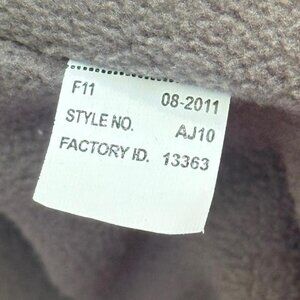 F11 08-2011
STYLE NO. AJ10
FACTORY ID. 13363